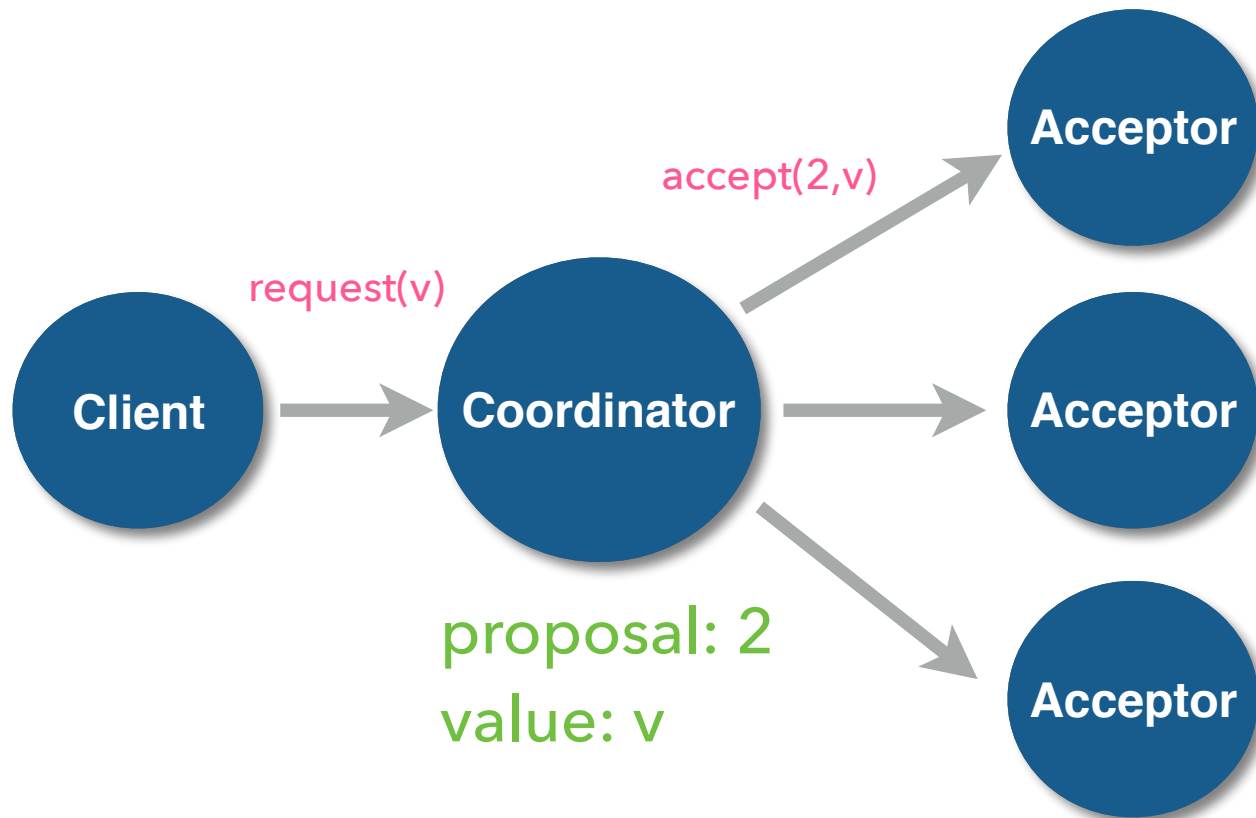 Acceptor
accept(2,v)
request(v)
Client
Coordinator
Acceptor
proposal: 2
value: v
Acceptor